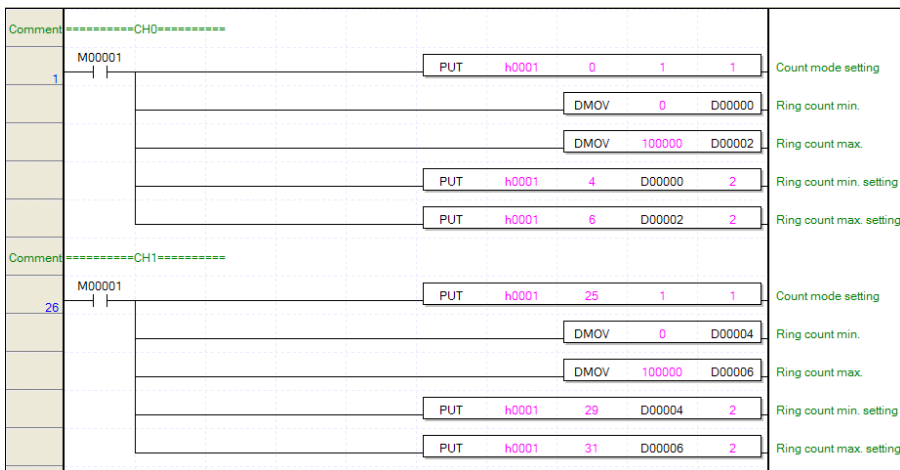 Comment ==========CH0==========
M00001
1 PUT h0001 0 1 1 Count mode setting
DMOV 0 D00000 Ring count min.
DMOV 100000 D00002 Ring count max.
PUT h0001 4 D00000 2 Ring count min. setting
PUT h0001 6 D00002 2 Ring count max. setting
Comment ==========CH1==========
M00001
26 PUT h0001 25 1 1 Count mode setting
DMOV 0 D00004 Ring count min.
DMOV 100000 D00006 Ring count max.
PUT h0001 29 D00004 2 Ring count min. setting
PUT h0001 31 D00006 2 Ring count max. setting